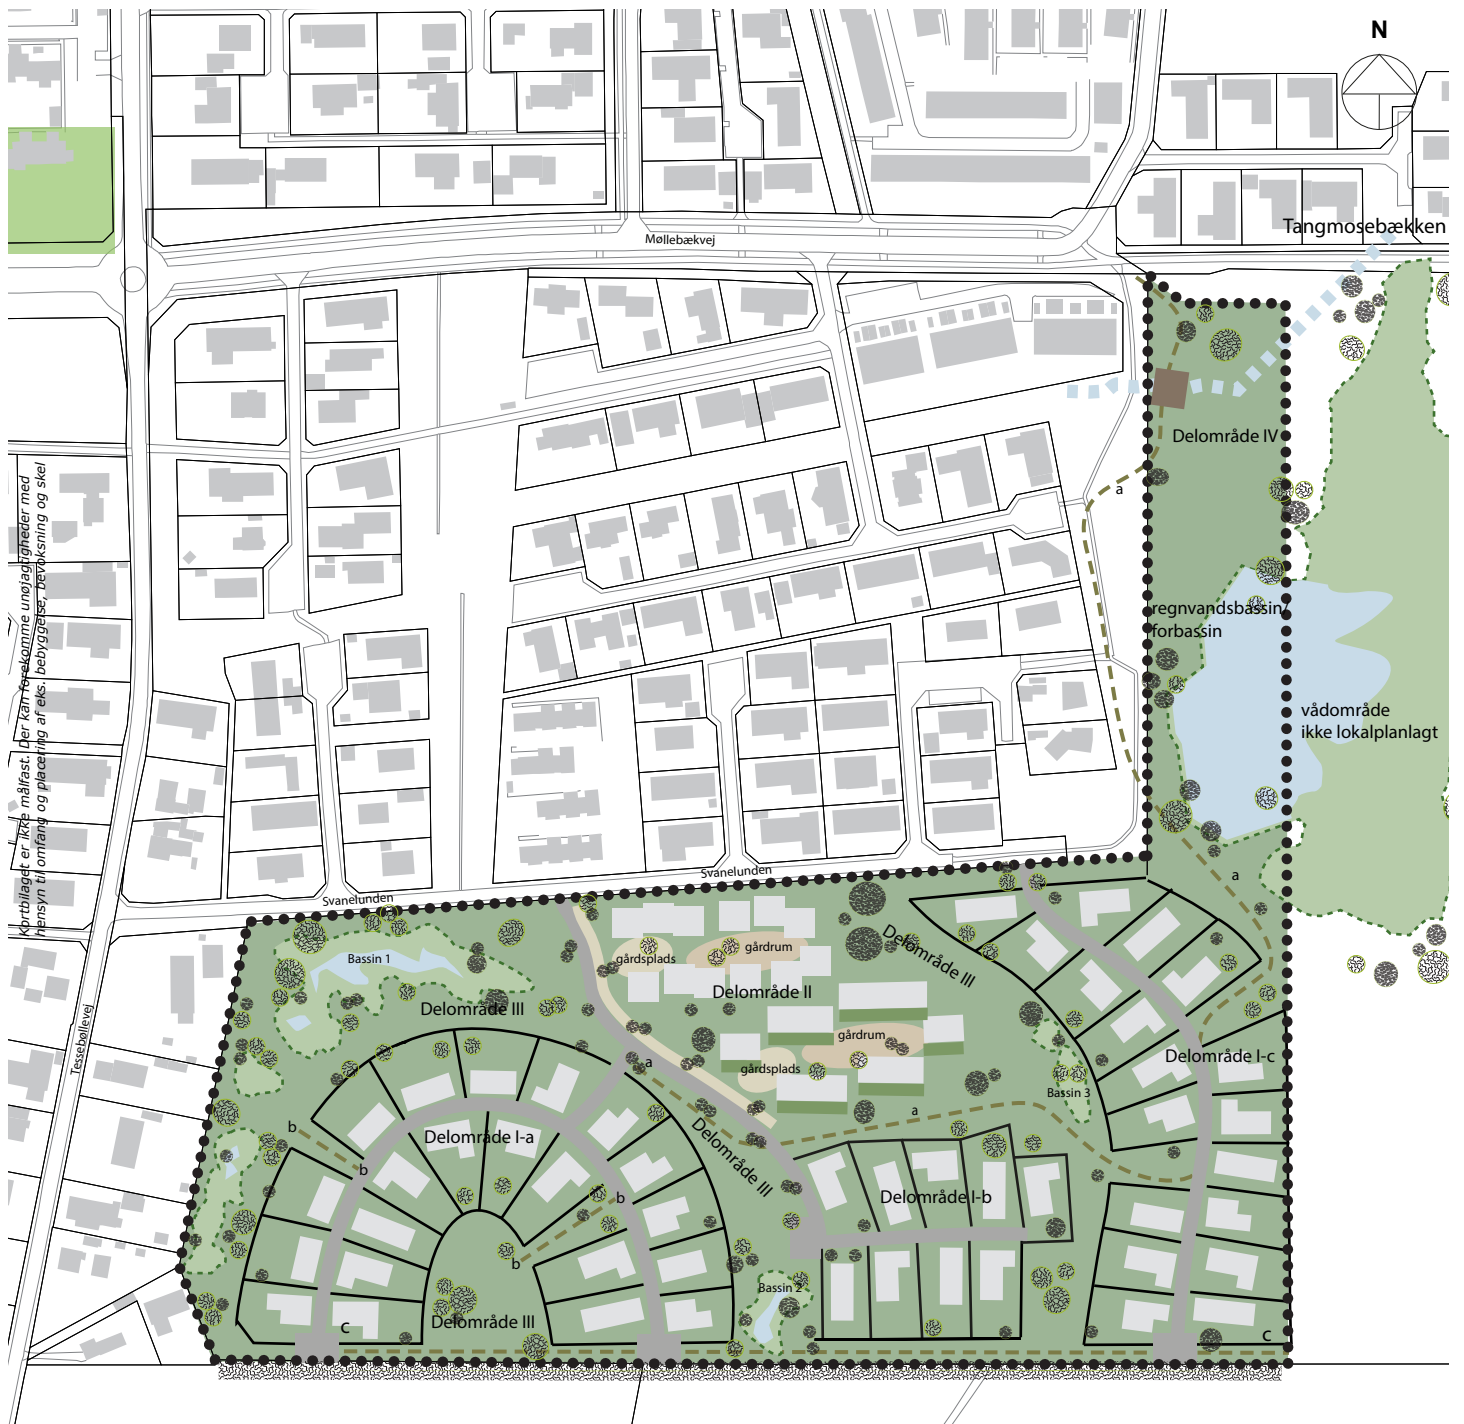 N
Tangmosebækken
Møllebækvej
Delområde IV
a
Kortbilaget er ikke målfast. Der kan forekomme unøjagtigheder med
hensyn til omfang og placering af eks. bebyggelse, bevoksning og skel
regnvandsbassin/
forbassin
vådområde
ikke lokalplanlagt
Svanelunden
Svanelunden
a
Bassin 1
gårdsplads
gårdrum
Delområde III
Delområde II
Delområde III
gårdrum
Tessebøllevej
Delområde I-c
a
gårdsplads
Bassin 3
a
b
Delområde I-a
Delområde III
b
b
Delområde I-b
b
Bassin 2
Delområde III
C
C